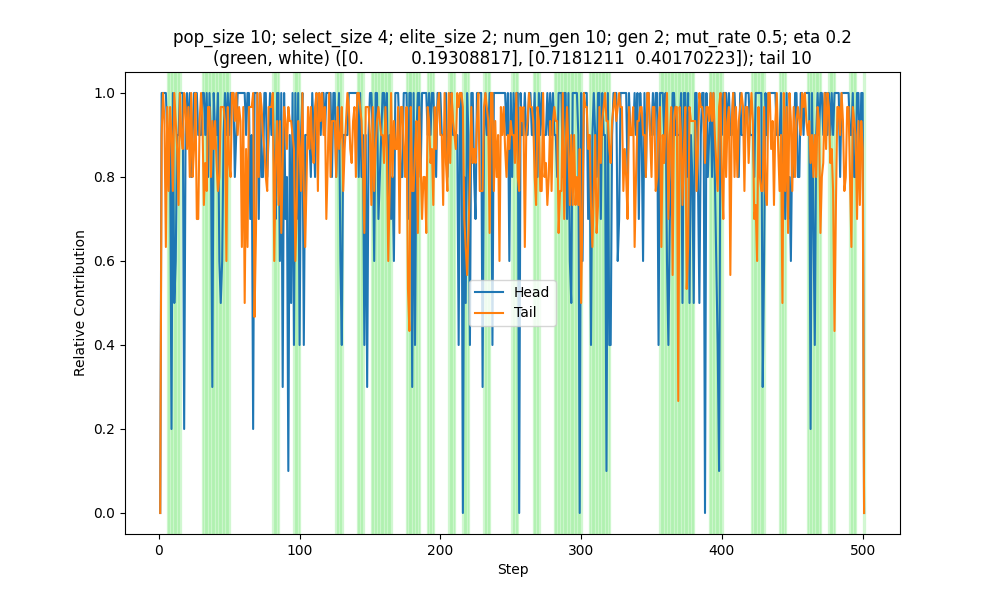 pop_size 10; select_size 4; elite_size 2; num_gen 10; gen 2; mut_rate 0.5; eta 0.2
(green, white) ([0.         0.19308817], [0.7181211  0.40170223]); tail 10
1.0
0.8
0.6
0.4
0.2
0.0
Relative Contribution
Head
Tail
0
100
200
300
400
500
Step